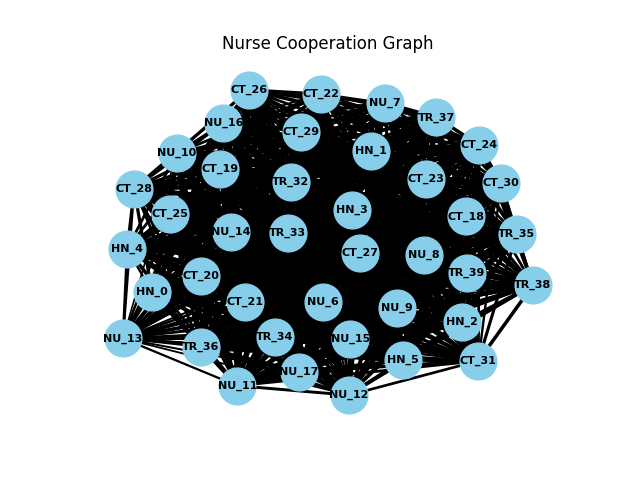 Nurse Cooperation Graph
CT_26
CT_22
NU_7
TR_37
NU_16
CT_29
CT_24
NU_10
HN_1
CT_19
CT_23
TR_32
CT_30
CT_28
CT_25
HN_3
CT_18
NU_14
TR_33
TR_35
HN_4
CT_27
NU_8
CT_20
TR_39
HN_0
TR_38
CT_21
NU_6
NU_9
HN_2
NU_13
TR_34
NU_15
TR_36
HN_5
CT_31
NU_17
NU_11
NU_12